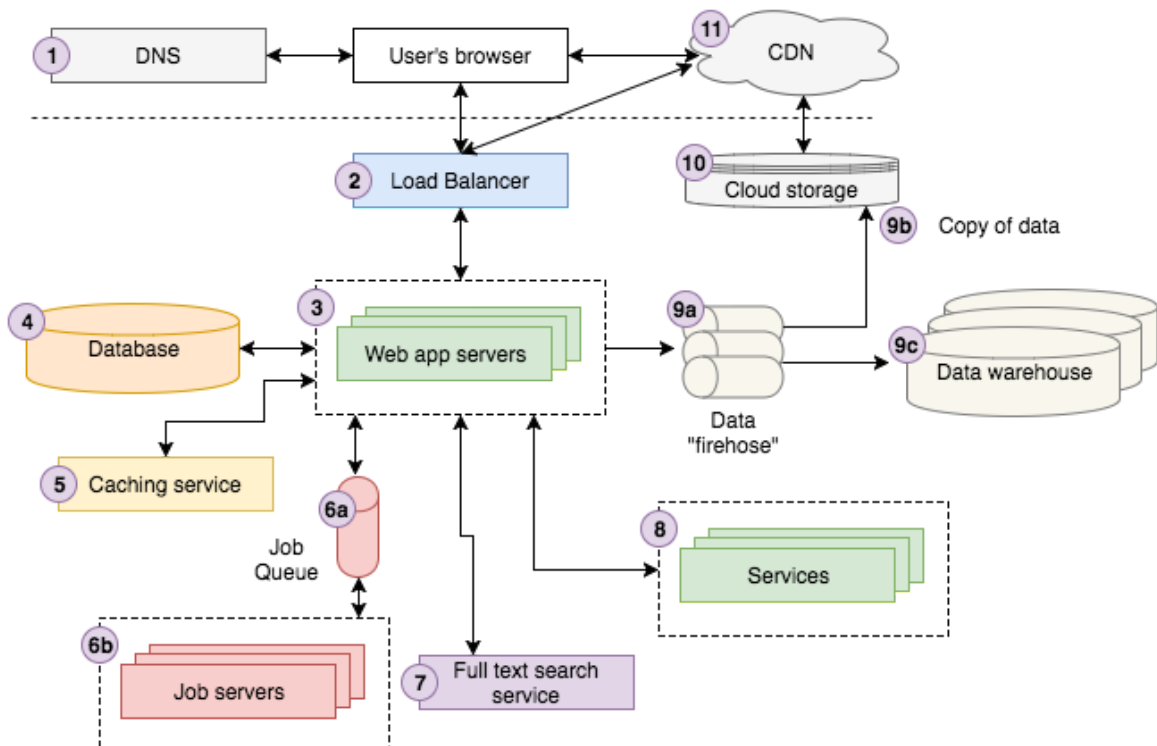 1
DNS
User's browser
11
CDN
2
Load Balancer
10
Cloud storage
9b
Copy of data
3
Web app servers
4
Database
9a
Data
"firehose"
9c
Data warehouse
5
Caching service
6a
Job
Queue
8
Services
6b
Job servers
7
Full text search
service